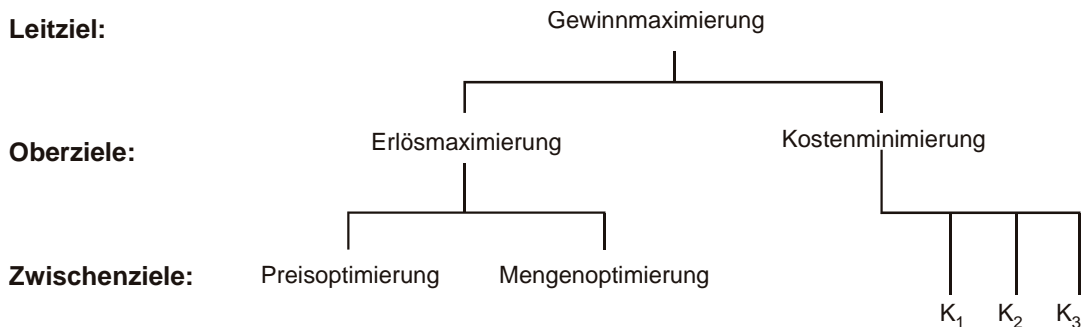 Leitziel: Gewinnmaximierung
Oberziele: Erlösmaximierung Kostenminimierung
Zwischenziele: Preisoptimierung Mengenoptimierung
K₁ K₂ K₃